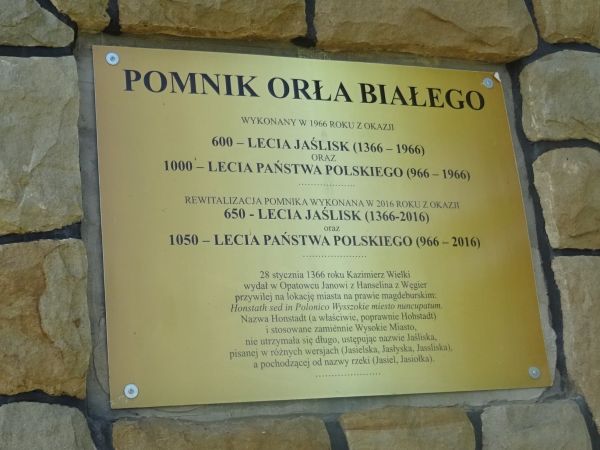 POMNIK ORŁA BIAŁEGO
WYKONANY W 1966 ROKU Z OKAZJI
600 – LECIA JAŚLISK (1366 – 1966)
ORAZ
1000 – LECIA PAŃSTWA POLSKIEGO (966 – 1966)
...................
REWITALIZACJA POMNIKA WYKONANA W 2016 ROKU Z OKAZJI
650 - LECIA JAŚLISK (1366-2016)
oraz
1050 – LECIA PAŃSTWA POLSKIEGO (966 – 2016)
...................
28 stycznia 1366 roku Kazimierz Wielki
wydał w Opatowcu Janowi z Hanselina z Węgier
przywilej na lokację miasta na prawie magdeburskim:
Honstath sed in Polonico Wysszokie miesto nuncupatum.
Nazwa Honstadt (a właściwie, poprawnie Hohstadt)
i stosowane zamiennie Wysokie Miasto,
nie utrzymała się długo, ustępując nazwie Jaśliska,
pisanej w różnych wersjach (Jasielska, Jasłyska, Jassliska),
a pochodzącej od nazwy rzeki (Jasiel, Jasiołka).
...................